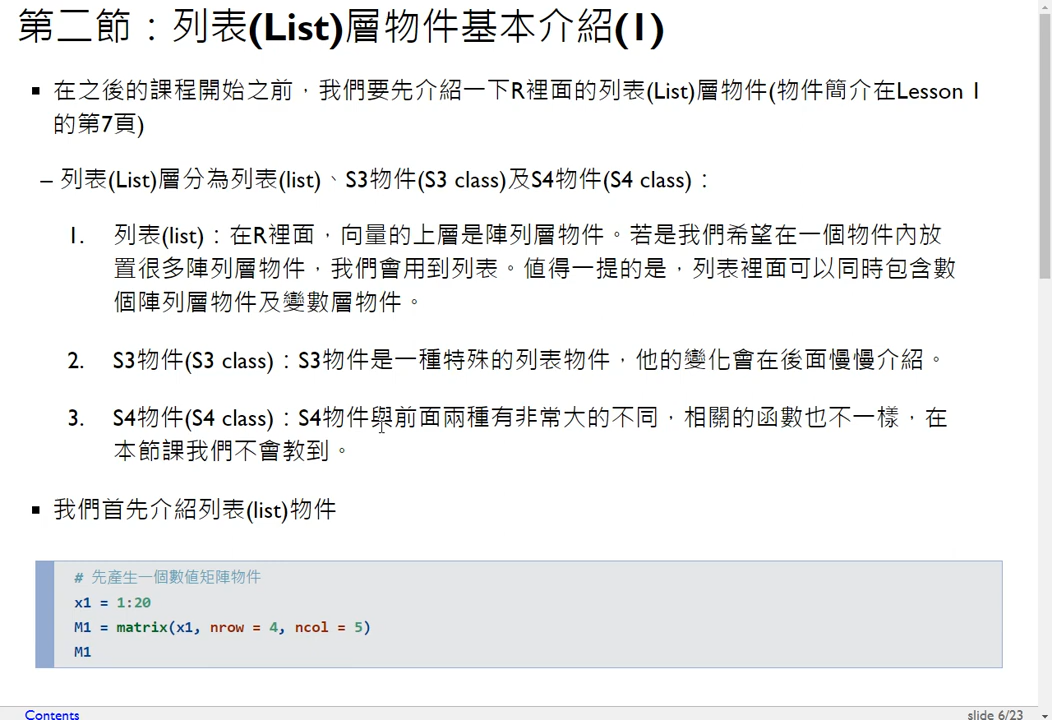 第二節：列表(List)層物件基本介紹(1)
▪ 在之後的課程開始之前，我們要先介紹一下R裡面的列表(List)層物件(物件簡介在Lesson 1
的第7頁)
– 列表(List)層分為列表(list)、S3物件(S3 class)及S4物件(S4 class)：
1. 列表(list)：在R裡面，向量的上層是陣列層物件。若是我們希望在一個物件內放
置很多陣列層物件，我們會用到列表。值得一提的是，列表裡面可以同時包含數
個陣列層物件及變數層物件。
2. S3物件(S3 class)：S3物件是一種特殊的列表物件，他的變化會在後面慢慢介紹。
3. S4物件(S4 class)：S4物件與前面兩種有非常大的不同，相關的函數也不一樣，在
本節課我們不會教到。
▪ 我們首先介紹列表(list)物件
# 先產生一個數值矩陣物件
x1 = 1:20
M1 = matrix(x1, nrow = 4, ncol = 5)
M1
Contents
slide 6/23